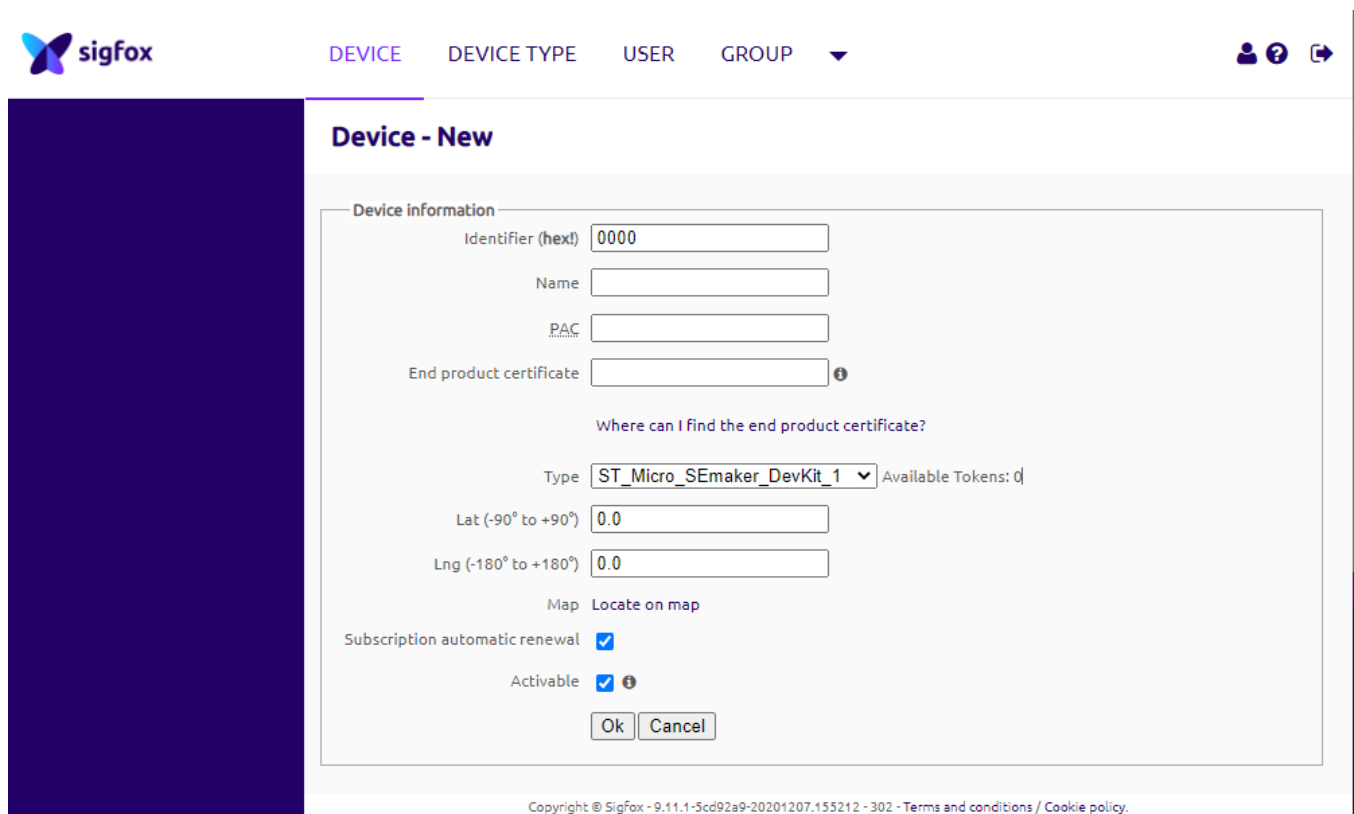 sigfox DEVICE DEVICE TYPE USER GROUP
Device - New
Device information
Identifier (hex!) 0000
Name
PAC
End product certificate
Where can I find the end product certificate?
Type ST_Micro_SEmaker_DevKit_1 Available Tokens: 0
Lat (-90° to +90°) 0.0
Lng (-180° to +180°) 0.0
Map Locate on map
Subscription automatic renewal
Activable
Ok Cancel
Copyright © Sigfox - 9.11.1-5cd92a9-20201207.155212 - 302 - Terms and conditions / Cookie policy.